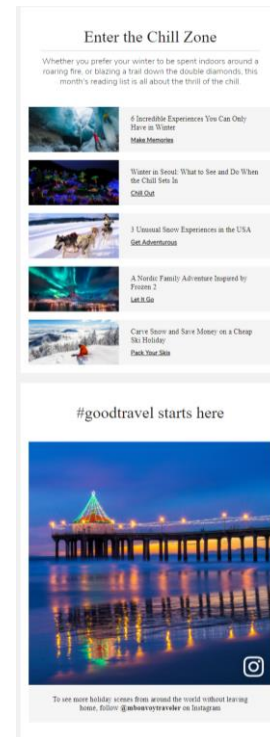 Enter the Chill Zone
Whether you prefer your winter to be spent indoors around a
roaring fire, or blazing a trail down the double diamonds, this
month's reading list is all about the thrill of the chill.
6 Incredible Experiences You Can Only
Have in Winter
Make Memories
Winter in Seoul: What to See and Do When
the Chill Sets In
Chill Out
3 Unusual Snow Experiences in the USA
Get Adventurous
A Nordic Family Adventure Inspired by
Frozen 2
Let It Go
Carve Snow and Save Money on a Cheap
Ski Holiday
Pack Your Skis
#goodtravel starts here
To see more holiday scenes from around the world without leaving
home, follow @mbonvoytraveler on Instagram